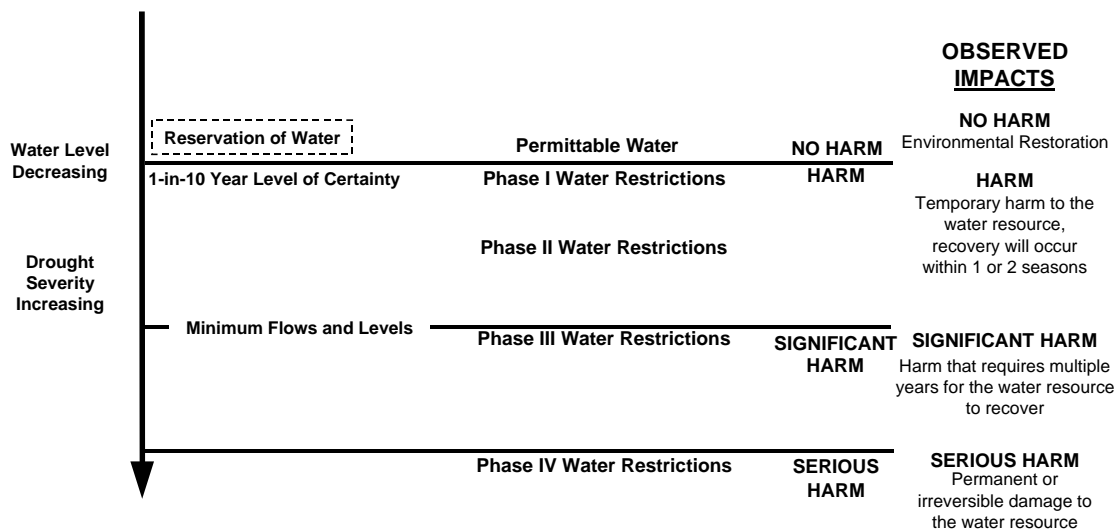 OBSERVED
IMPACTS
Water Level
Decreasing
Drought
Severity
Increasing
Reservation of Water
1-in-10 Year Level of Certainty
Permittable Water
Phase I Water Restrictions
Phase II Water Restrictions
Minimum Flows and Levels
Phase III Water Restrictions
Phase IV Water Restrictions
NO HARM
HARM
SIGNIFICANT
HARM
SERIOUS
HARM
NO HARM
Environmental Restoration
HARM
Temporary harm to the
water resource,
recovery will occur
within 1 or 2 seasons
SIGNIFICANT HARM
Harm that requires multiple
years for the water resource
to recover
SERIOUS HARM
Permanent or
irreversible damage to
the water resource